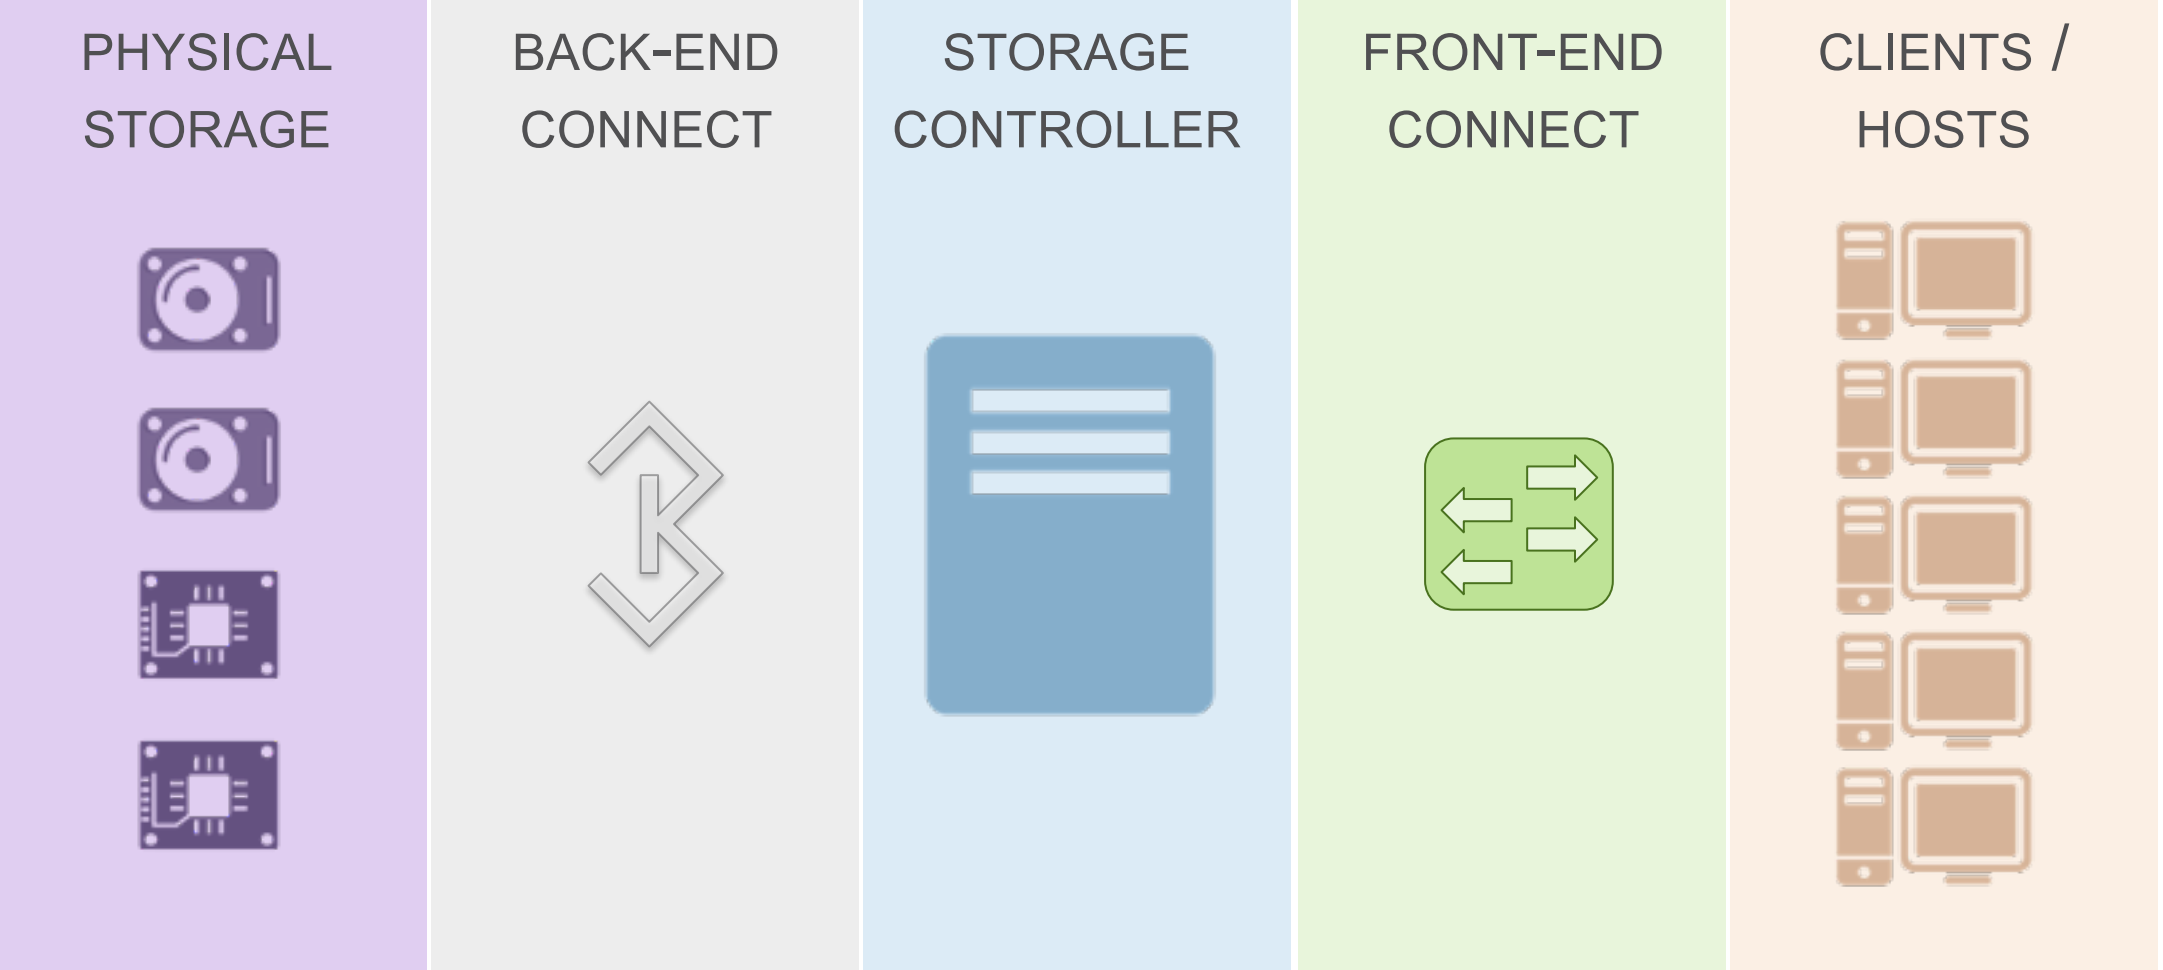 PHYSICAL
STORAGE
BACK-END
CONNECT
STORAGE
CONTROLLER
FRONT-END
CONNECT
CLIENTS /
HOSTS